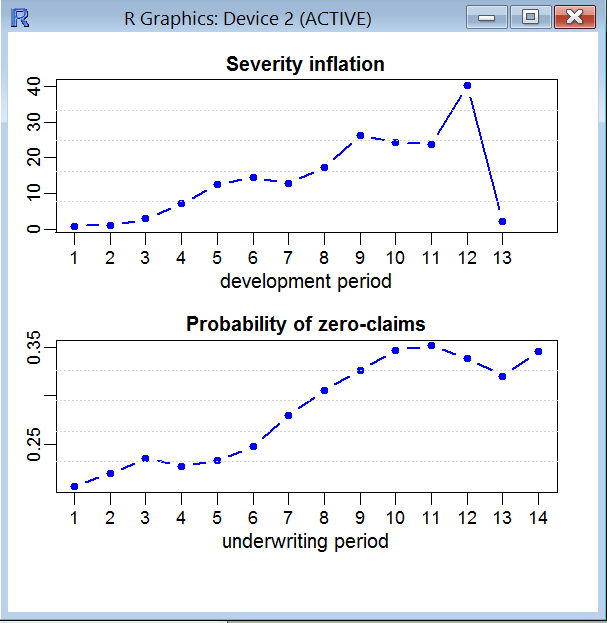 R Graphics: Device 2 (ACTIVE)
Severity inflation
40
30
20
10
0
1 2 3 4 5 6 7 8 9 10 11 12 13
development period
Probability of zero-claims
0.35
0.25
1 2 3 4 5 6 7 8 9 10 11 12 13 14
underwriting period